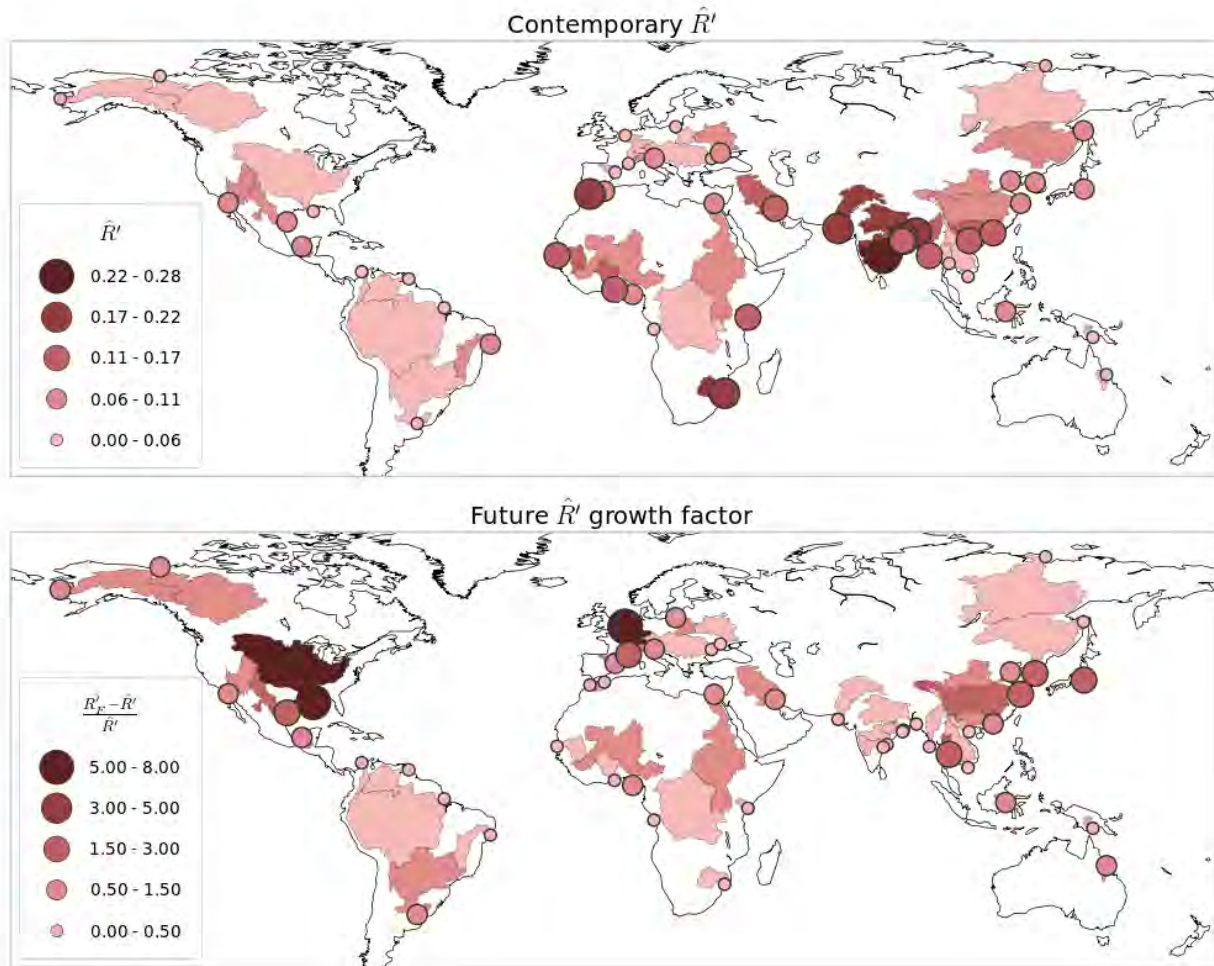 Contemporary R̂′
R̂′
0.22 - 0.28
0.17 - 0.22
0.11 - 0.17
0.06 - 0.11
0.00 - 0.06
Future R̂′ growth factor
R̂′_F − R̂′
R̂′
5.00 - 8.00
3.00 - 5.00
1.50 - 3.00
0.50 - 1.50
0.00 - 0.50